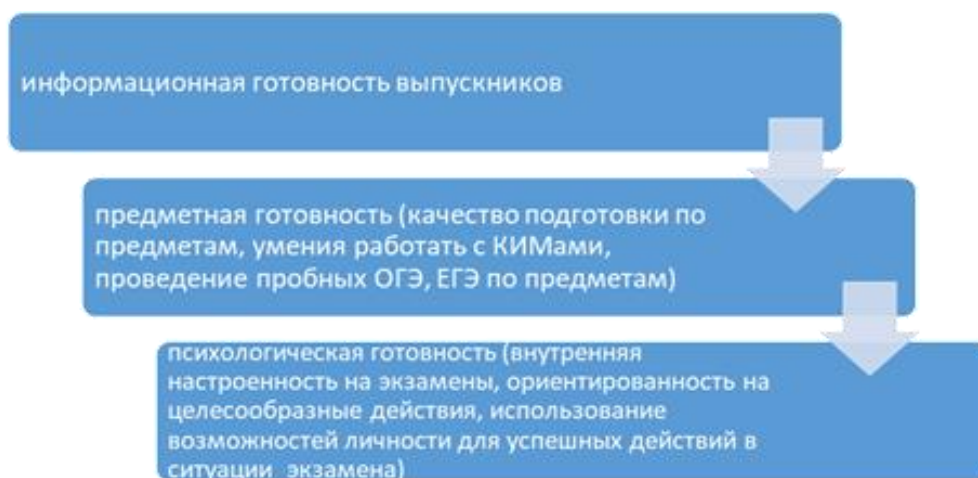 информационная готовность выпускников
предметная готовность (качество подготовки по
предметам, умения работать с КИМами,
проведение пробных ОГЭ, ЕГЭ по предметам)
психологическая готовность (внутренняя
настроенность на экзамены, ориентированность на
целесообразные действия, использование
возможностей личности для успешных действий в
ситуации экзамена)